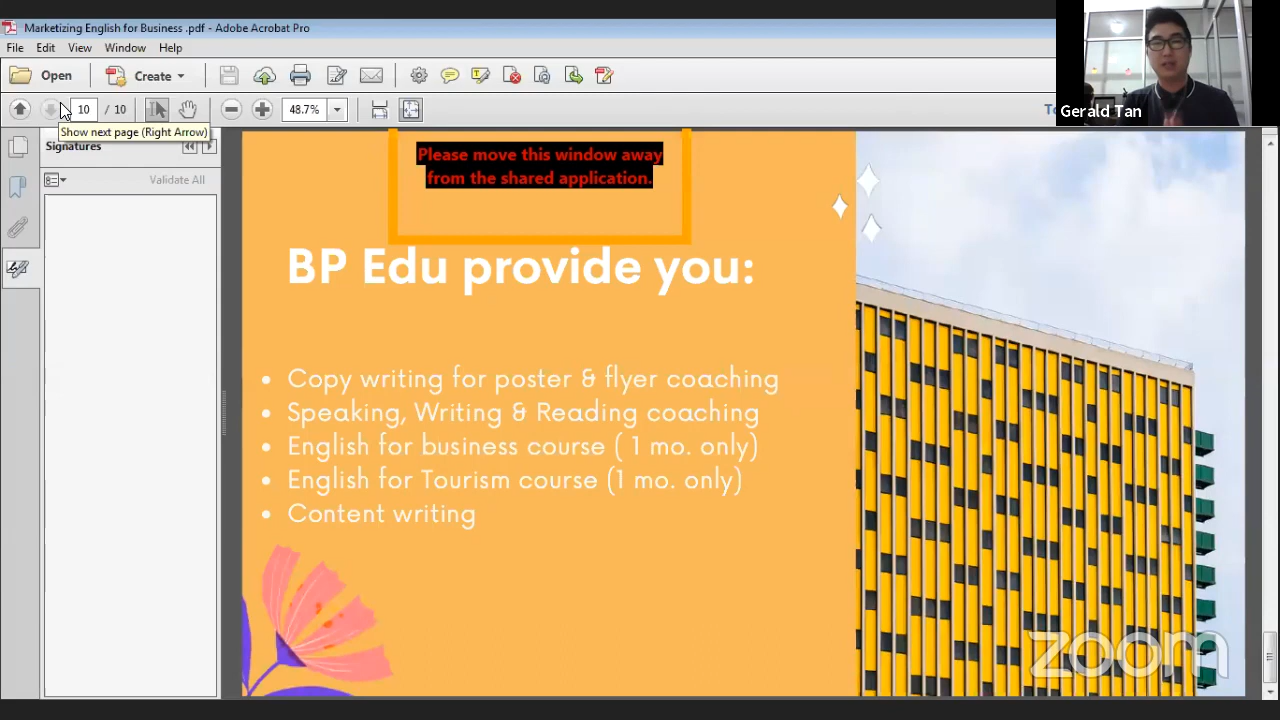 Marketizing English for Business .pdf - Adobe Acrobat Pro
File Edit View Window Help
Open Create
10 / 10 48.7%
Gerald Tan
Show next page (Right Arrow)
Signatures
Validate All
Please move this window away
from the shared application.
BP Edu provide you:
• Copy writing for poster & flyer coaching
• Speaking, Writing & Reading coaching
• English for business course ( 1 mo. only)
• English for Tourism course (1 mo. only)
• Content writing
zoom